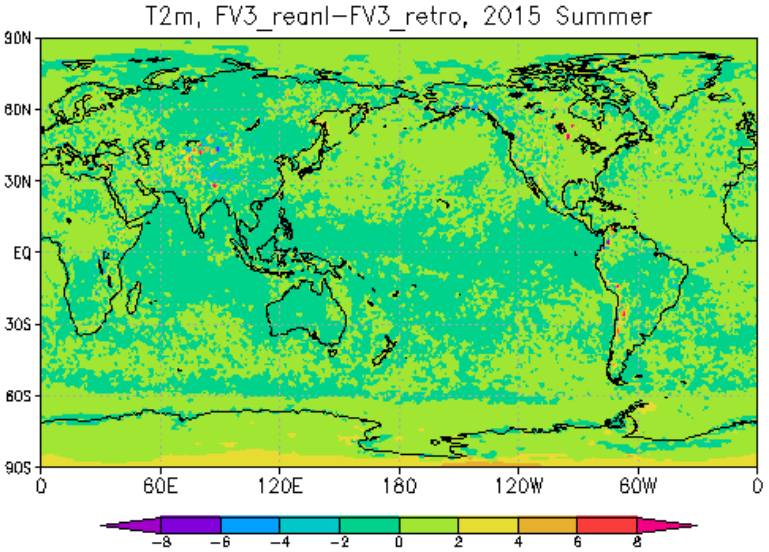 T2m, FV3_reanl-FV3_retro, 2015 Summer
90N
60N
30N
EQ
30S
60S
90S
0 60E 120E 180 120W 60W 0
-8 -6 -4 -2 0 2 4 6 8